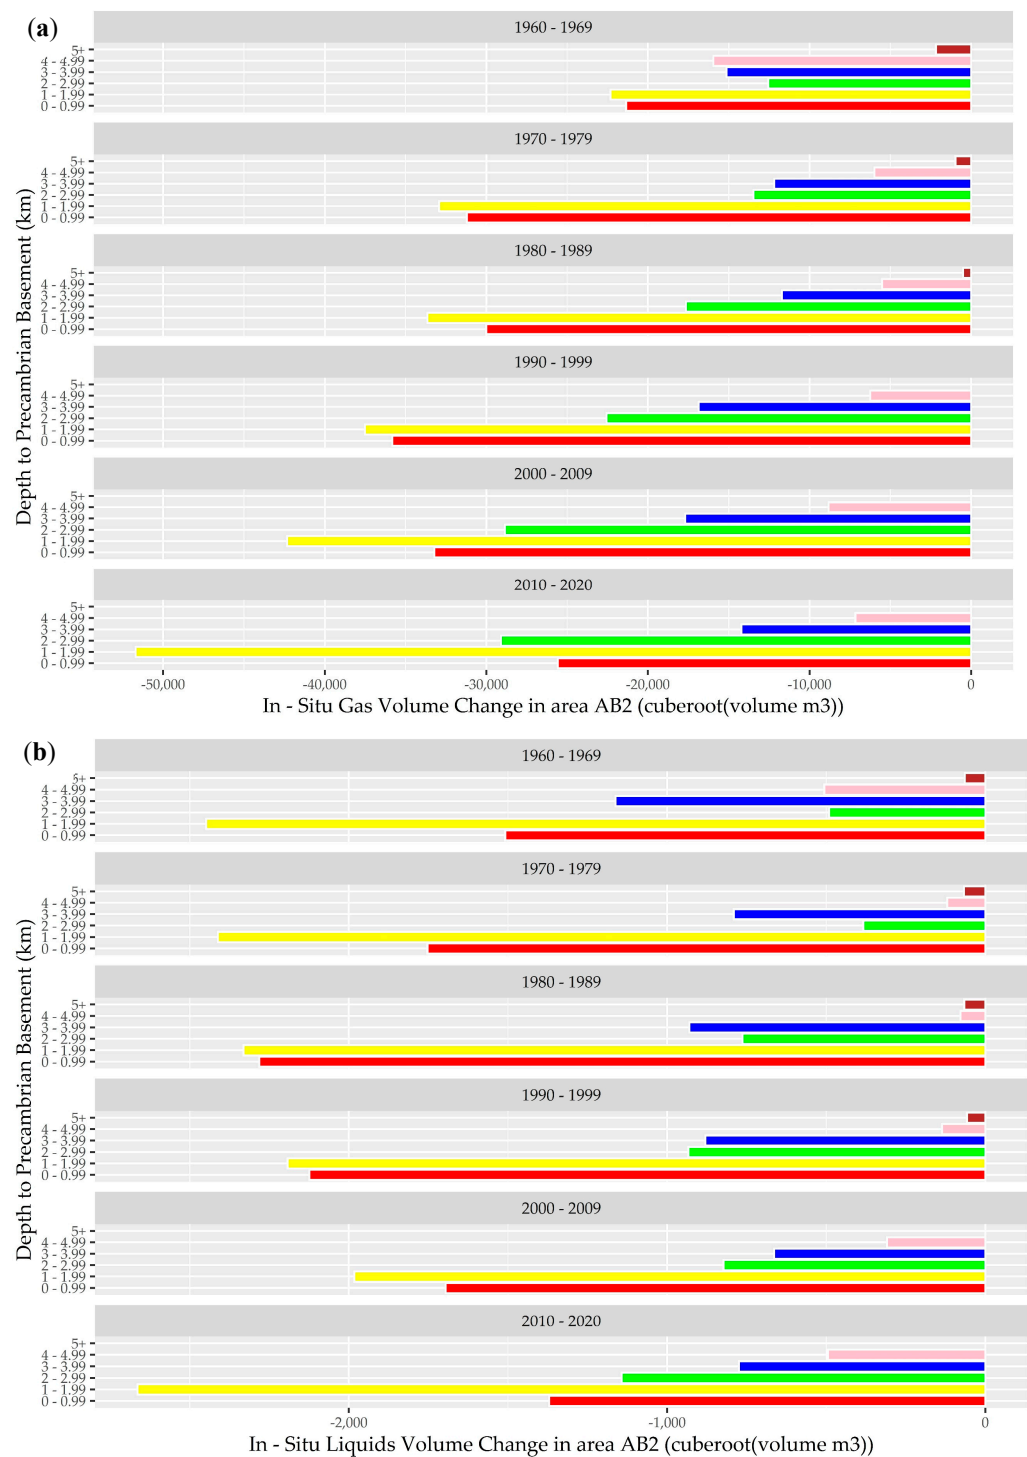 (a)
1960 - 1969
5+
4 - 4.99
3 - 3.99
2 - 2.99
1 - 1.99
0 - 0.99
1970 - 1979
5+
4 - 4.99
3 - 3.99
2 - 2.99
1 - 1.99
0 - 0.99
1980 - 1989
5+
4 - 4.99
3 - 3.99
2 - 2.99
1 - 1.99
0 - 0.99
1990 - 1999
5+
4 - 4.99
3 - 3.99
2 - 2.99
1 - 1.99
0 - 0.99
2000 - 2009
5+
4 - 4.99
3 - 3.99
2 - 2.99
1 - 1.99
0 - 0.99
2010 - 2020
5+
4 - 4.99
3 - 3.99
2 - 2.99
1 - 1.99
0 - 0.99
Depth to Precambrian Basement (km)
-50,000 -40,000 -30,000 -20,000 -10,000 0
In - Situ Gas Volume Change in area AB2 (cuberoot(volume m3))
(b)
1960 - 1969
5+
4 - 4.99
3 - 3.99
2 - 2.99
1 - 1.99
0 - 0.99
1970 - 1979
5+
4 - 4.99
3 - 3.99
2 - 2.99
1 - 1.99
0 - 0.99
1980 - 1989
5+
4 - 4.99
3 - 3.99
2 - 2.99
1 - 1.99
0 - 0.99
1990 - 1999
5+
4 - 4.99
3 - 3.99
2 - 2.99
1 - 1.99
0 - 0.99
2000 - 2009
5+
4 - 4.99
3 - 3.99
2 - 2.99
1 - 1.99
0 - 0.99
2010 - 2020
5+
4 - 4.99
3 - 3.99
2 - 2.99
1 - 1.99
0 - 0.99
Depth to Precambrian Basement (km)
-2,000 -1,000 0
In - Situ Liquids Volume Change in area AB2 (cuberoot(volume m3))